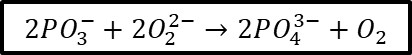 2PO₃⁻ + 2O₂²⁻ → 2PO₄³⁻ + O₂